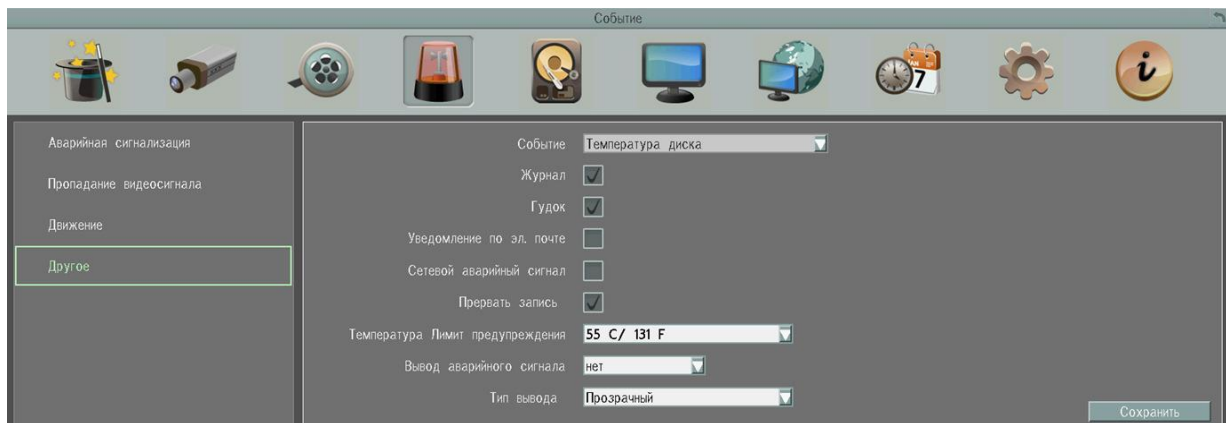 Событие
Аварийная сигнализация
Пропадание видеосигнала
Движение
Другое
Событие Температура диска
Журнал
Гудок
Уведомление по эл. почте
Сетевой аварийный сигнал
Прервать запись
Температура Лимит предупреждения 55 C/ 131 F
Вывод аварийного сигнала нет
Тип вывода Прозрачный
Сохранить